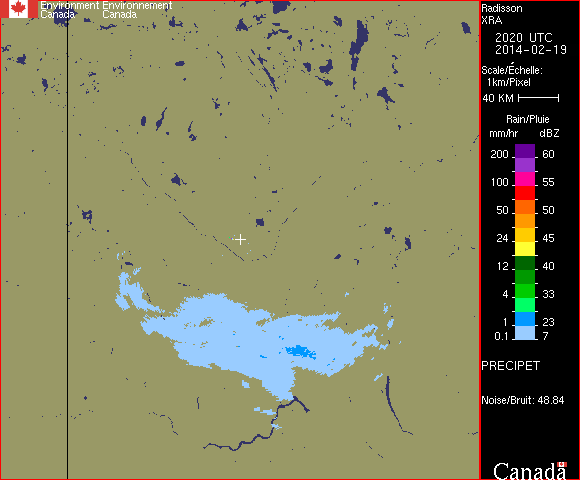 Environment Environnement
Canada Canada
Radisson
XRA
2020 UTC
2014-02-19
Scale/Échelle:
1km/Pixel
40 KM
Rain/Pluie
mm/hr dBZ
200 60
100 55
50 50
24 45
12 40
4 33
1 23
0.1 7
PRECIPET
Noise/Bruit: 48.84
Canada